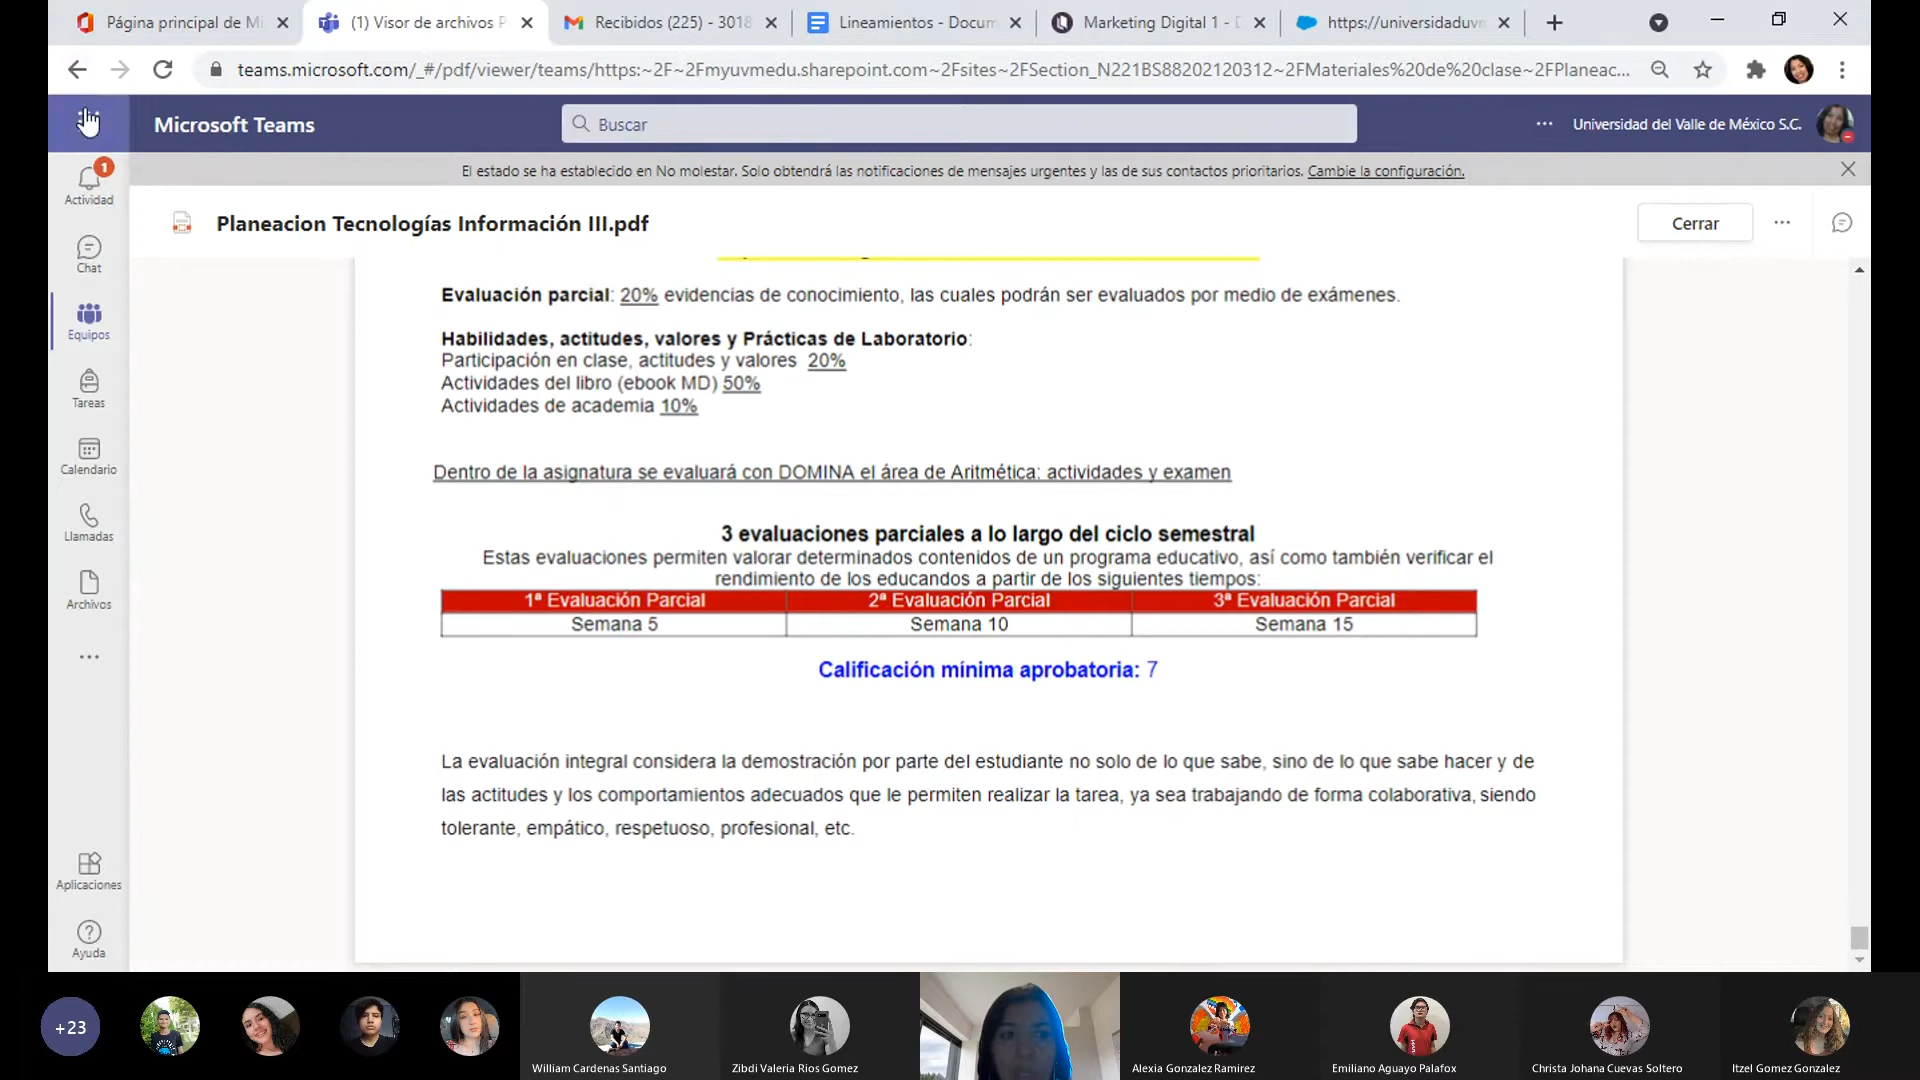 Página principal de Mi
(1) Visor de archivos P
Recibidos (225) - 3018
Lineamientos - Docum
Marketing Digital 1 - D
https://universidaduvm
teams.microsoft.com/_#/pdf/viewer/teams/https:~2F~2Fmyuvmedu.sharepoint.com~2Fsites~2FSection_N221BS88202120312~2FMateriales%20de%20clase~2FPlaneac...
Microsoft Teams
Buscar
Universidad del Valle de México S.C.
El estado se ha establecido en No molestar. Solo obtendrá las notificaciones de mensajes urgentes y las de sus contactos prioritarios. Cambie la configuración.
1
Actividad
Chat
Equipos
Tareas
Calendario
Llamadas
Archivos
Aplicaciones
Ayuda
Planeacion Tecnologías Información III.pdf
Cerrar
Evaluación parcial: 20% evidencias de conocimiento, las cuales podrán ser evaluados por medio de exámenes.
Habilidades, actitudes, valores y Prácticas de Laboratorio:
Participación en clase, actitudes y valores 20%
Actividades del libro (ebook MD) 50%
Actividades de academia 10%
Dentro de la asignatura se evaluará con DOMINA el área de Aritmética: actividades y examen
3 evaluaciones parciales a lo largo del ciclo semestral
Estas evaluaciones permiten valorar determinados contenidos de un programa educativo, así como también verificar el
rendimiento de los educandos a partir de los siguientes tiempos:
1ª Evaluación Parcial 2ª Evaluación Parcial 3ª Evaluación Parcial
Semana 5 Semana 10 Semana 15
Calificación mínima aprobatoria: 7
La evaluación integral considera la demostración por parte del estudiante no solo de lo que sabe, sino de lo que sabe hacer y de
las actitudes y los comportamientos adecuados que le permiten realizar la tarea, ya sea trabajando de forma colaborativa, siendo
tolerante, empático, respetuoso, profesional, etc.
+23
William Cardenas Santiago
Zibdi Valeria Rios Gomez
Alexia Gonzalez Ramirez
Emiliano Aguayo Palafox
Christa Johana Cuevas Soltero
Itzel Gomez Gonzalez